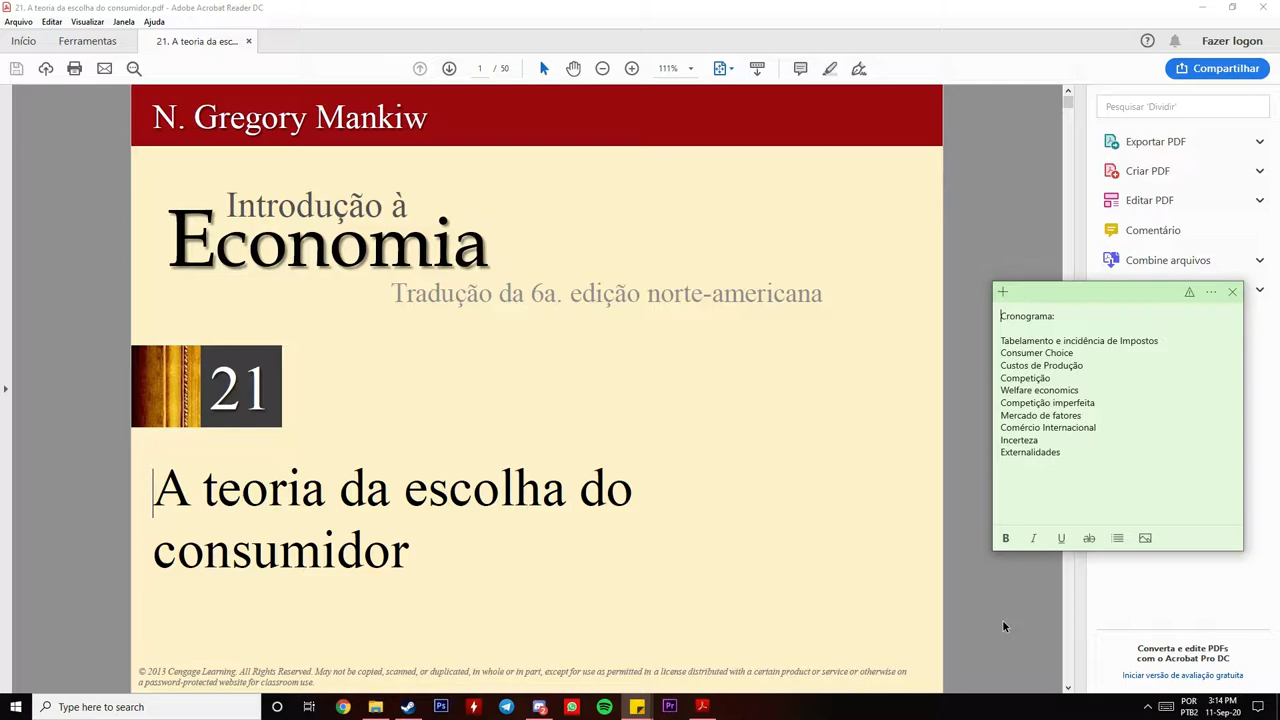 21. A teoria da escolha do consumidor.pdf - Adobe Acrobat Reader DC
Arquivo Editar Visualizar Janela Ajuda
Início Ferramentas 21. A teoria da esc... Fazer logon
1 / 50 111% Compartilhar
N. Gregory Mankiw
Introdução à
Economia
Tradução da 6a. edição norte-americana
21
A teoria da escolha do
consumidor
© 2013 Cengage Learning. All Rights Reserved. May not be copied, scanned, or duplicated, in whole or in part, except for use as permitted in a license distributed with a certain product or service or otherwise on
a password-protected website for classroom use.
Pesquisar 'Dividir'
Exportar PDF
Criar PDF
Editar PDF
Comentário
Combine arquivos
Cronograma:
Tabelamento e incidência de Impostos
Consumer Choice
Custos de Produção
Competição
Welfare economics
Competição imperfeita
Mercado de fatores
Comércio Internacional
Incerteza
Externalidades
B I U ab
Converta e edite PDFs
com o Acrobat Pro DC
Iniciar versão de avaliação gratuita
Type here to search
Ps Pr
POR
PTB2
3:14 PM
11-Sep-20